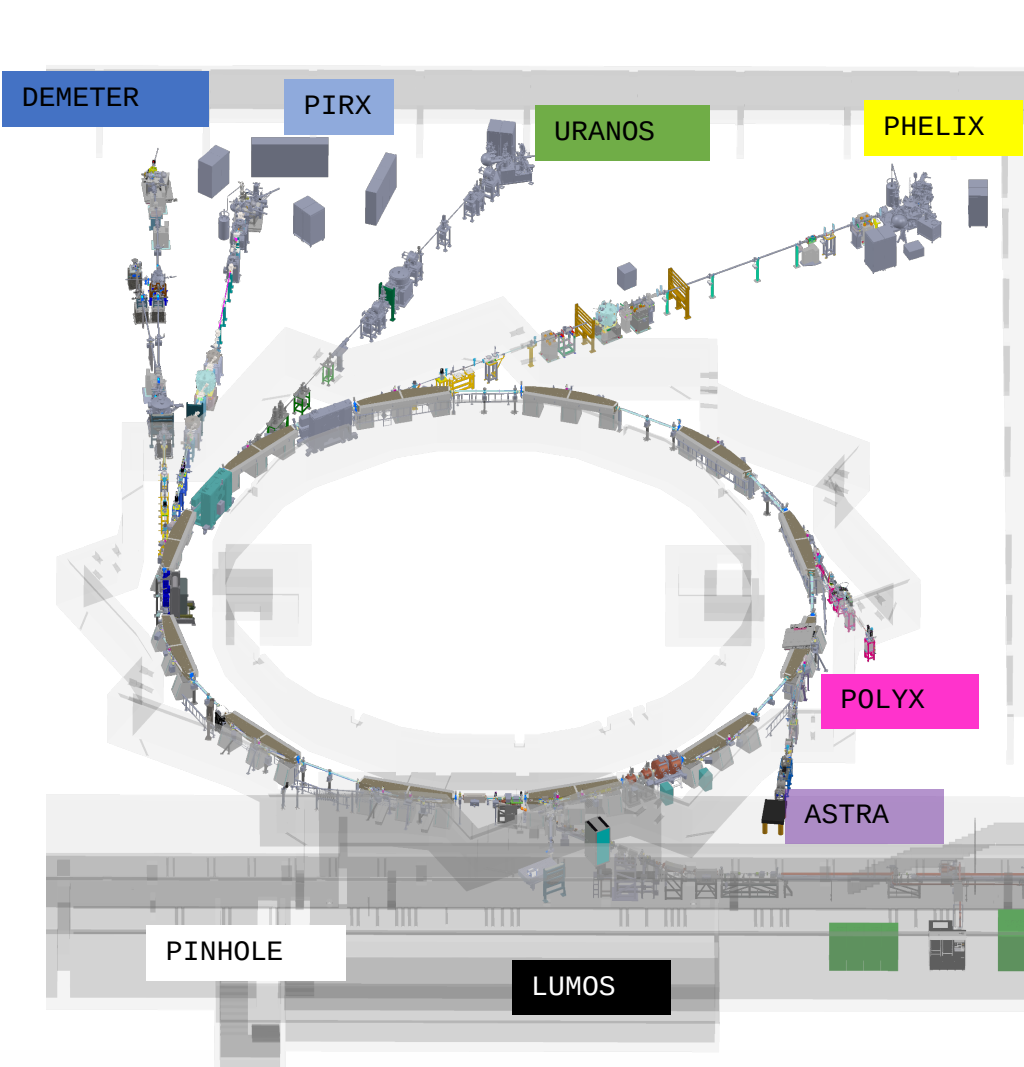 DEMETER
PIRX
URANOS
PHELIX
POLYX
ASTRA
PINHOLE
LUMOS